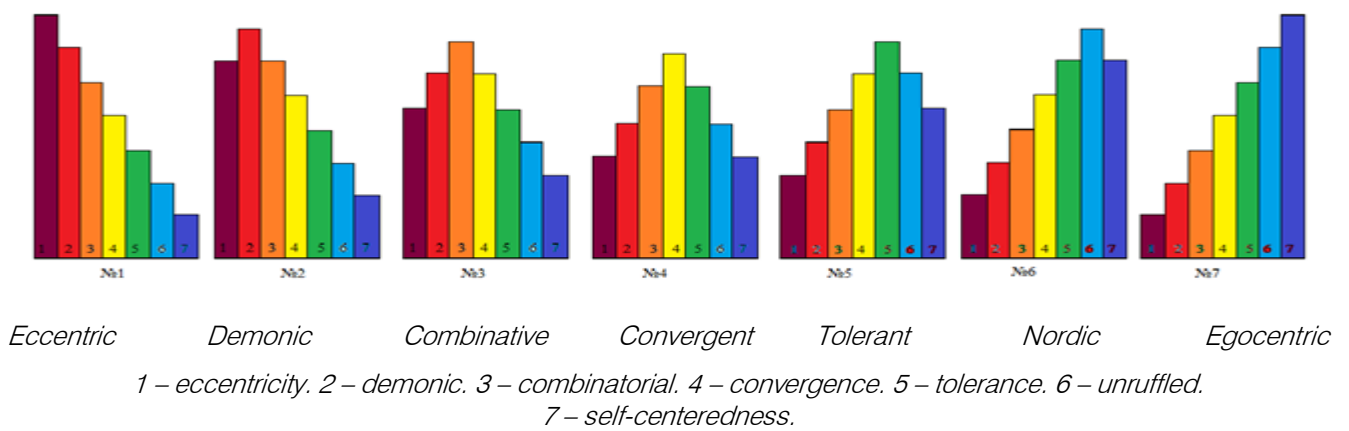 1 2 3 4 5 6 7 1 2 3 4 5 6 7 1 2 3 4 5 6 7 1 2 3 4 5 6 7 2 3 4 5 6 7 2 3 4 5 6 7 2 3 4 5 6 7
№1 №2 №3 №4 №5 №6 №7
Eccentric Demonic Combinative Convergent Tolerant Nordic Egocentric
1 – eccentricity. 2 – demonic. 3 – combinatorial. 4 – convergence. 5 – tolerance. 6 – unruffled.
7 – self-centeredness.